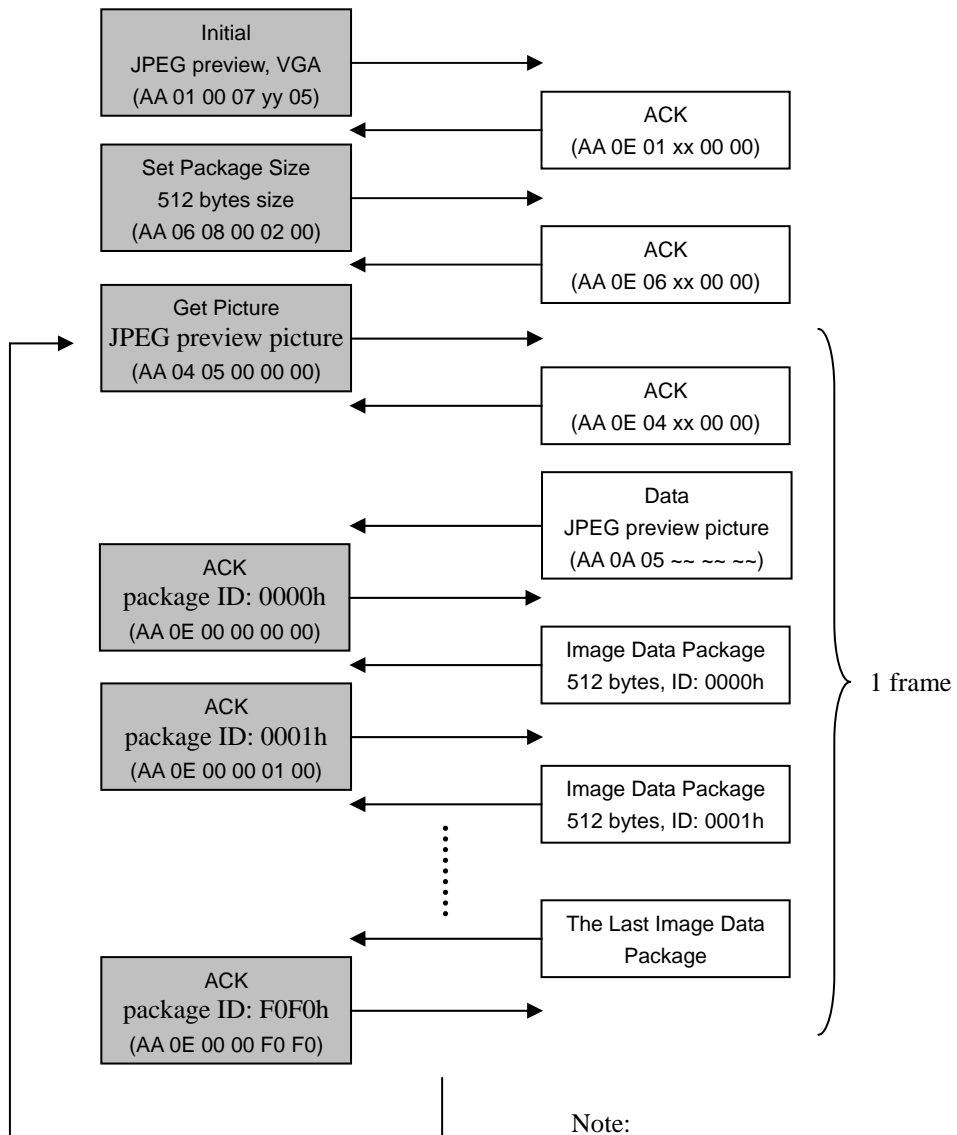 Initial
JPEG preview, VGA
(AA 01 00 07 yy 05)
ACK
(AA 0E 01 xx 00 00)
Set Package Size
512 bytes size
(AA 06 08 00 02 00)
ACK
(AA 0E 06 xx 00 00)
Get Picture
JPEG preview picture
(AA 04 05 00 00 00)
ACK
(AA 0E 04 xx 00 00)
Data
JPEG preview picture
(AA 0A 05 ~~ ~~ ~~)
ACK
package ID: 0000h
(AA 0E 00 00 00 00)
Image Data Package
512 bytes, ID: 0000h
1 frame
ACK
package ID: 0001h
(AA 0E 00 00 01 00)
Image Data Package
512 bytes, ID: 0001h
The Last Image Data
Package
ACK
package ID: F0F0h
(AA 0E 00 00 F0 F0)
Note: